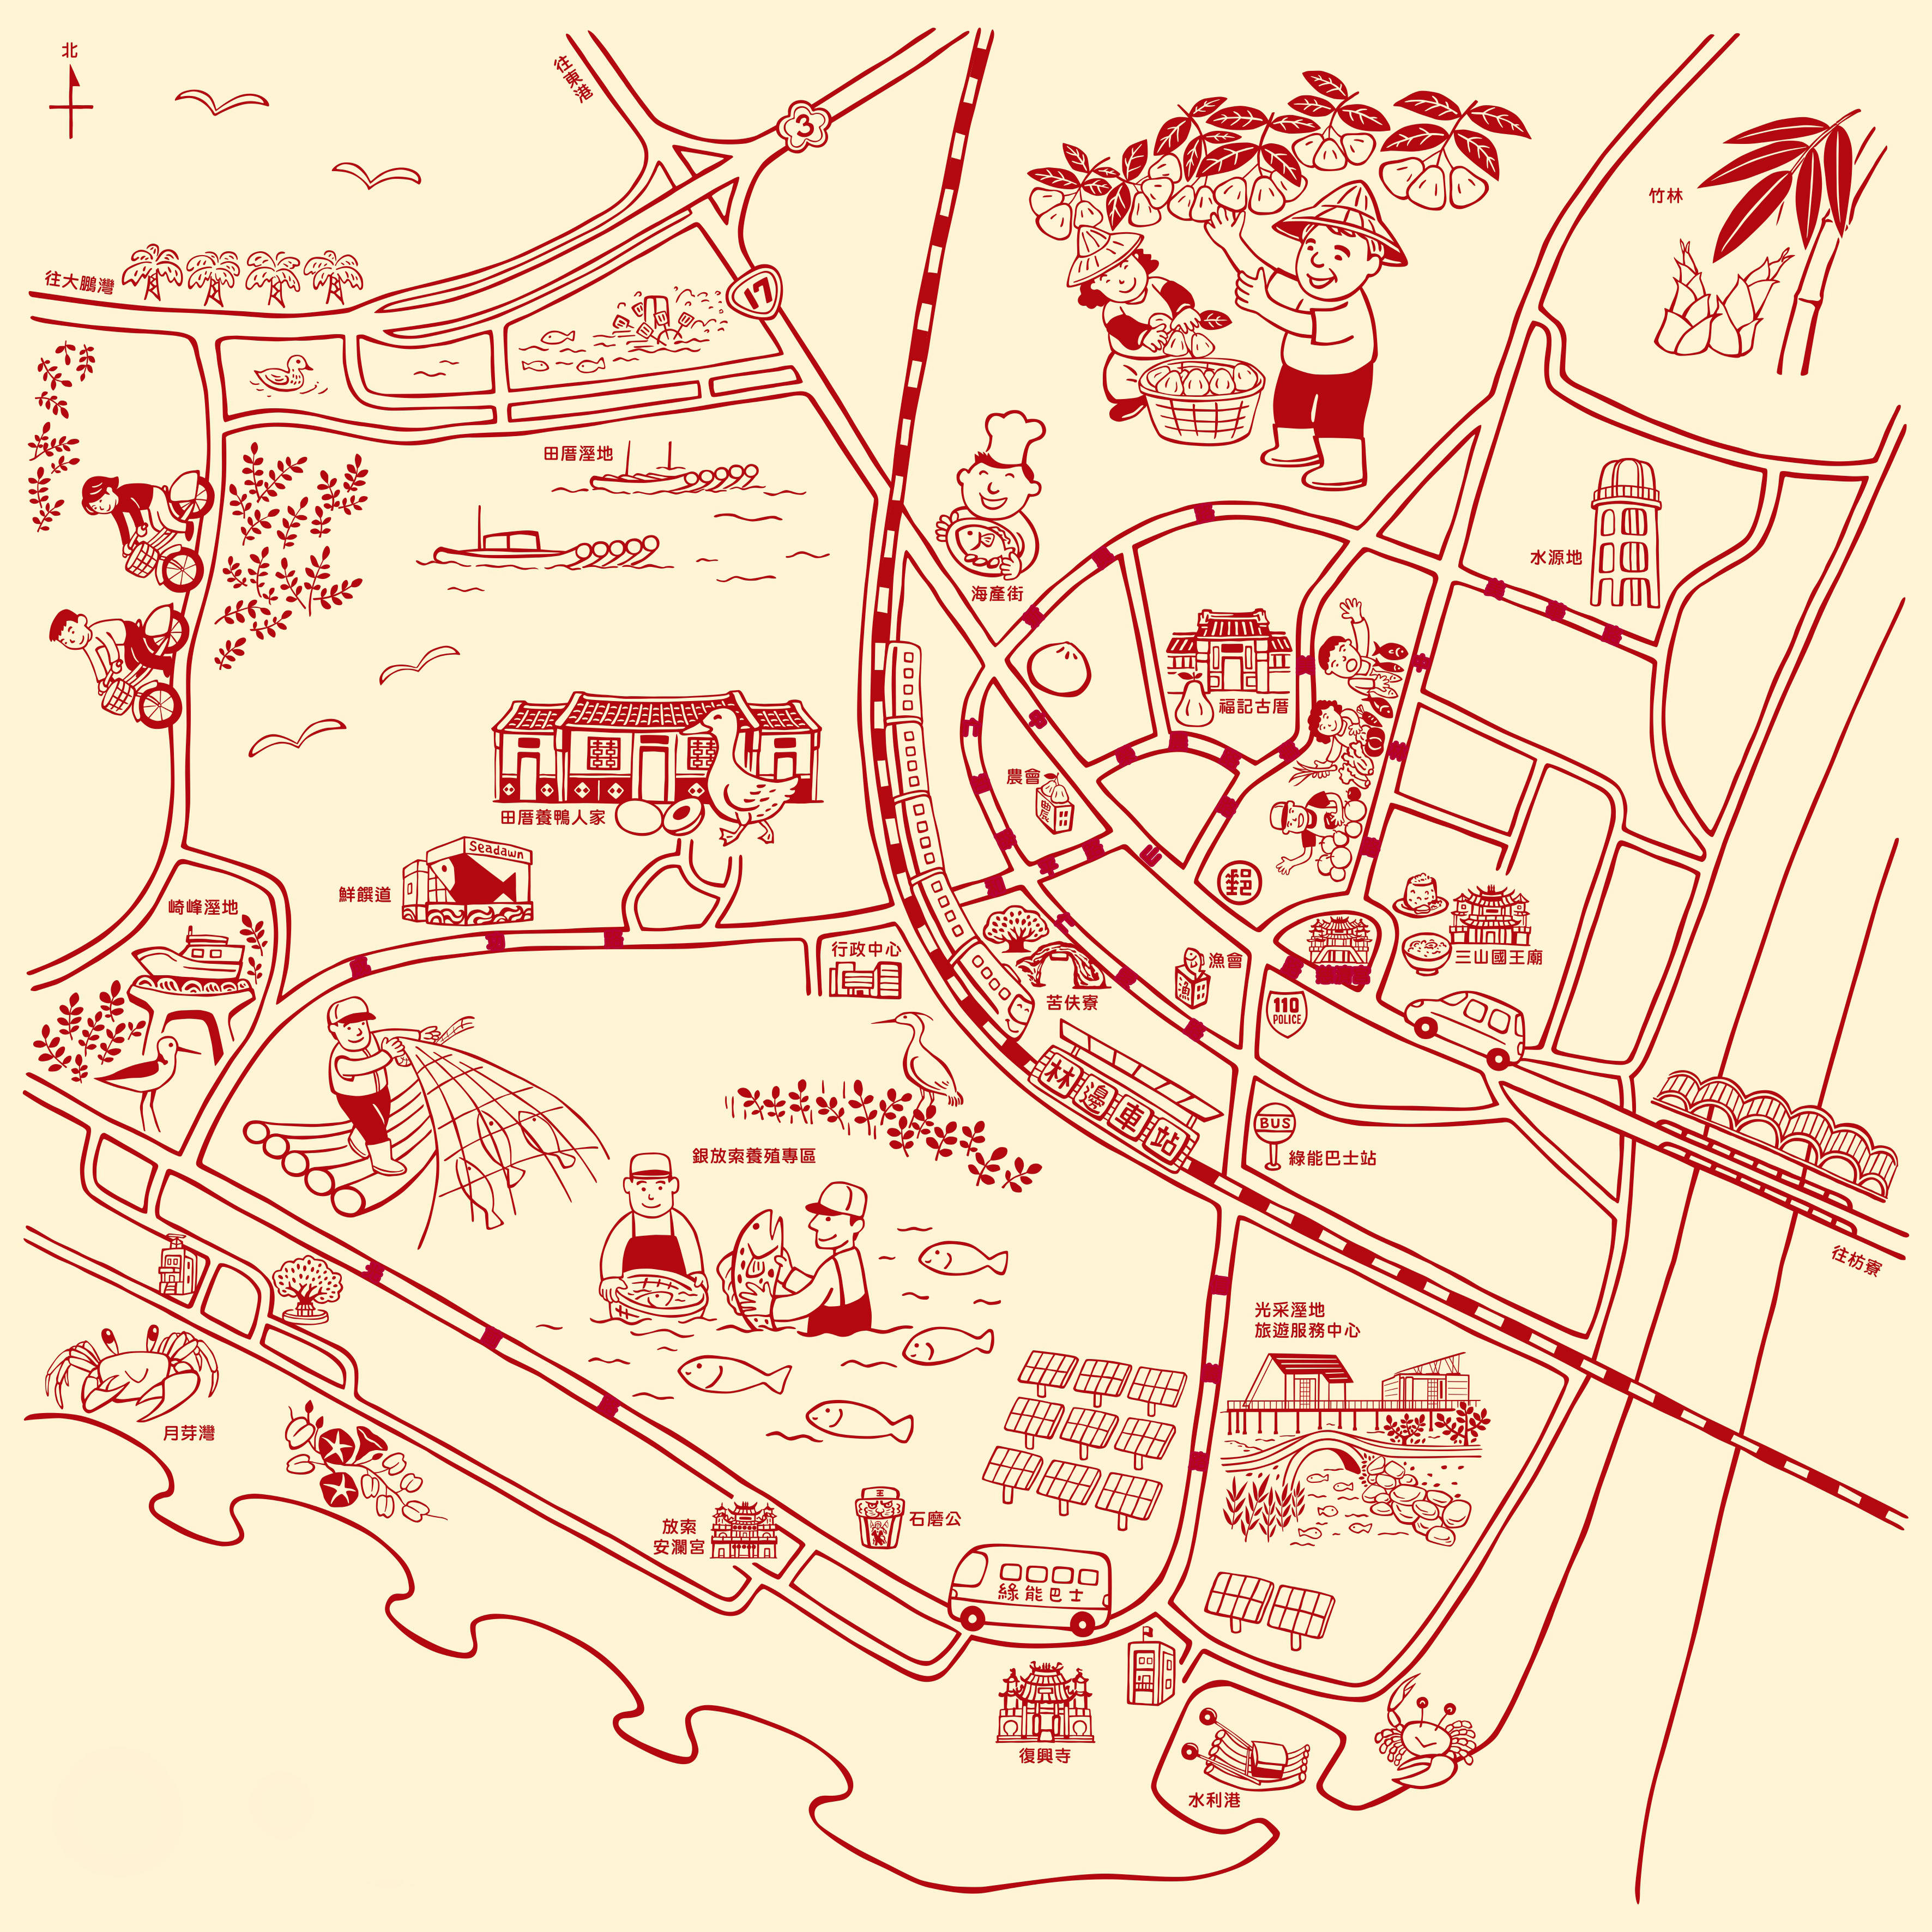 北
往東港
3
竹林
往大鵬灣
17
田厝溼地
水源地
海產街
福記古厝
農會
田厝養鴨人家
Seadawn
鮮饌道
郵
崎峰溼地
行政中心
漁會
漁
三山國王廟
苦伕寮
110
POLICE
林邊車站
BUS
綠能巴士站
銀放索養殖專區
往枋寮
光采溼地
旅遊服務中心
月芽灣
王
石磨公
放索
安瀾宮
綠能巴士
復興寺
水利港